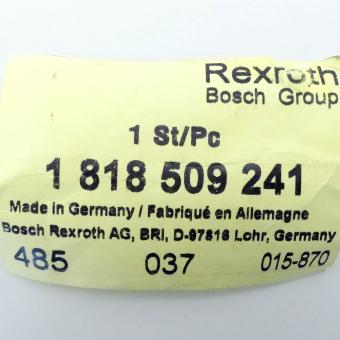 Rexroth
Bosch Group
1 St/Pc
1 818 509 241
Made in Germany / Fabriqué en Allemagne
Bosch Rexroth AG, BRI, D-97816 Lohr, Germany
485 037 015-870